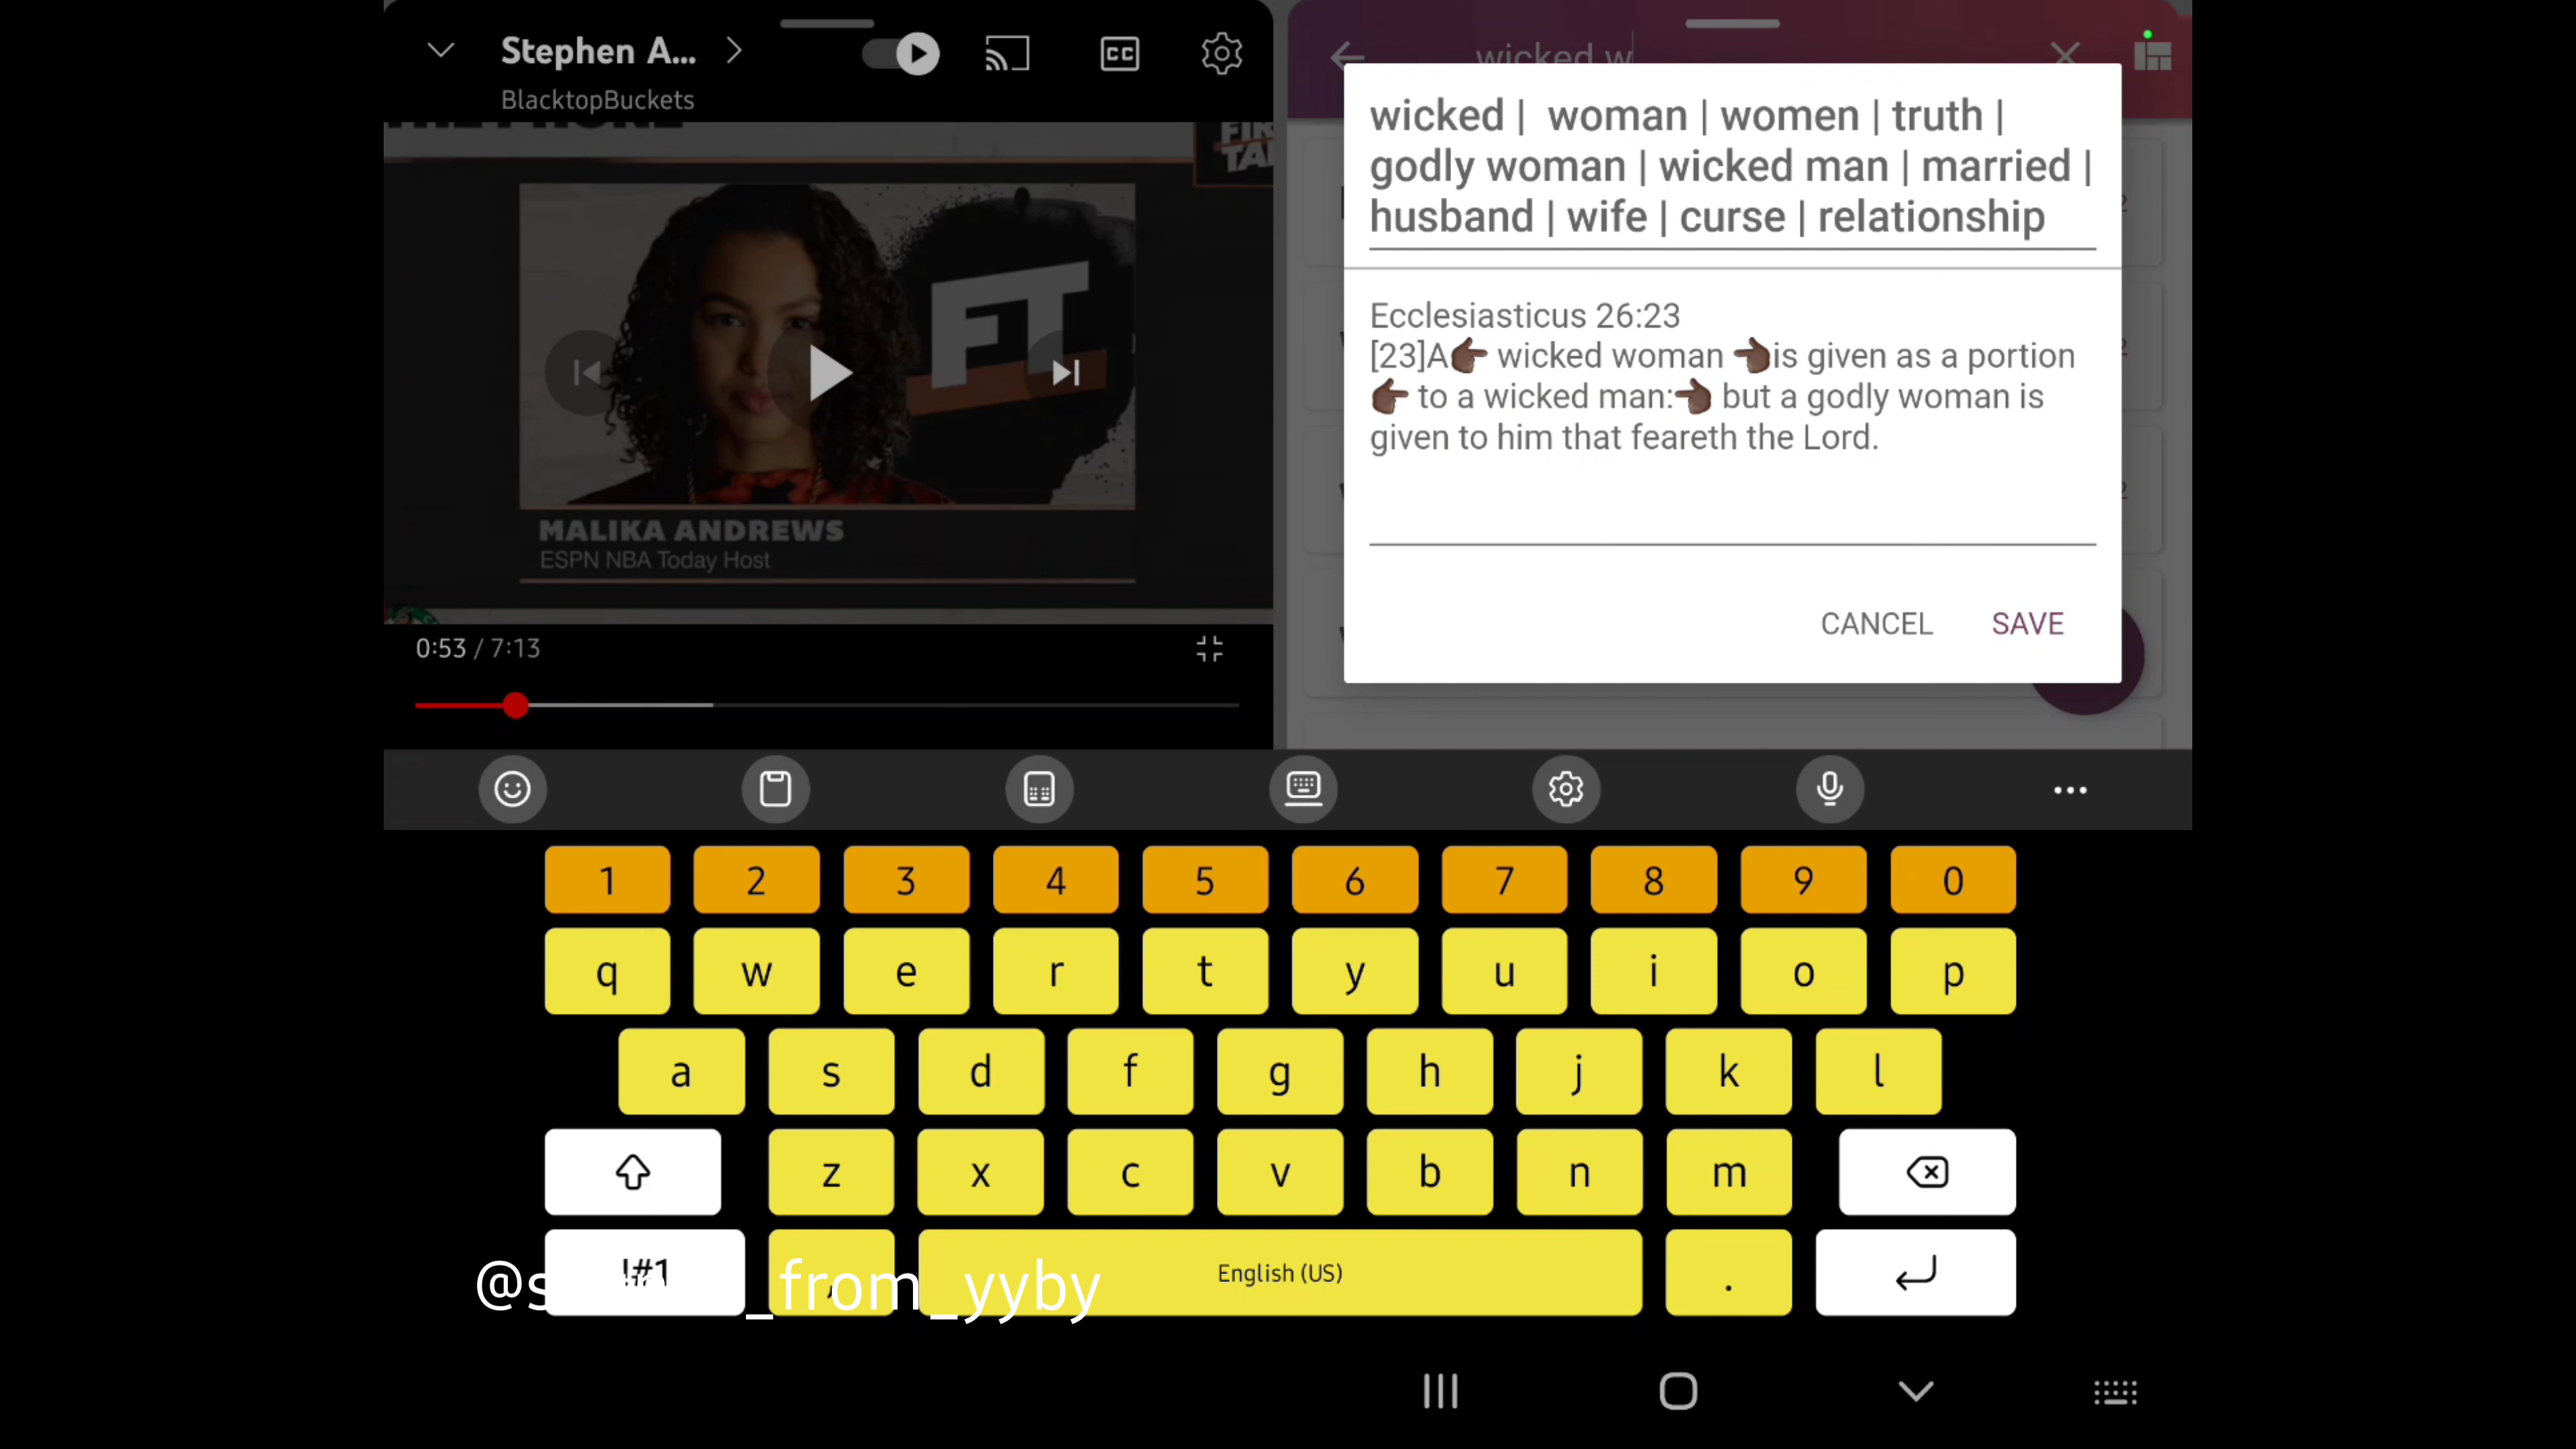 Stephen A...
BlacktopBuckets
CC
FT
MALIKA ANDREWS
ESPN NBA Today Host
0:53 / 7:13
wicked w
wicked | woman | women | truth |
godly woman | wicked man | married |
husband | wife | curse | relationship
Ecclesiasticus 26:23
[23]A👉🏿 wicked woman 👈🏿is given as a portion
👉🏿 to a wicked man:👈🏿 but a godly woman is
given to him that feareth the Lord.
CANCEL SAVE
1 2 3 4 5 6 7 8 9 0
q w e r t y u i o p
a s d f g h j k l
z x c v b n m
!#1 , English (US) .
_from_yyby